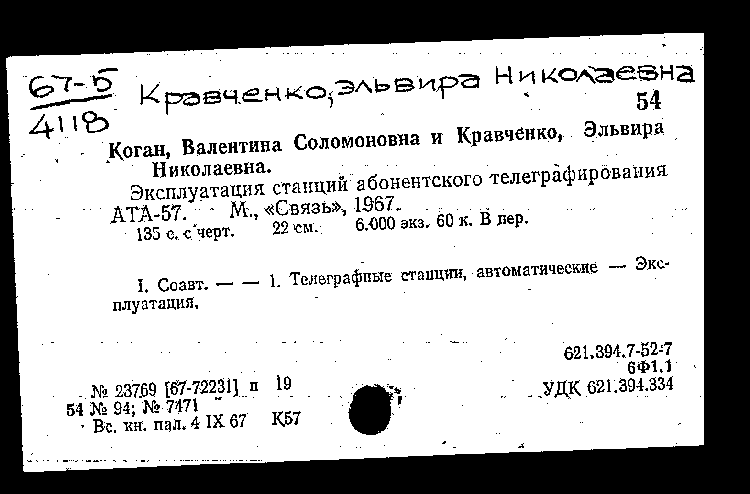 67-5
4118
Кравченко, Эльвира Николаевна
54
Коган, Валентина Соломоновна и Кравченко, Эльвира
Николаевна.
Эксплуатация станций абонентского телеграфирования
АТА-57. М., «Связь», 1967.
135 с. с черт. 22 см. 6.000 экз. 60 к. В пер.
I. Соавт. — — 1. Телеграфные станции, автоматические — Экс-
плуатация.
621.394.7-52:7
6Ф1.1
№ 23769 [67-72231] п 19
УДК 621.394.334
54 № 94; № 7471
Вс. кн. пал. 4 IX 67 К57